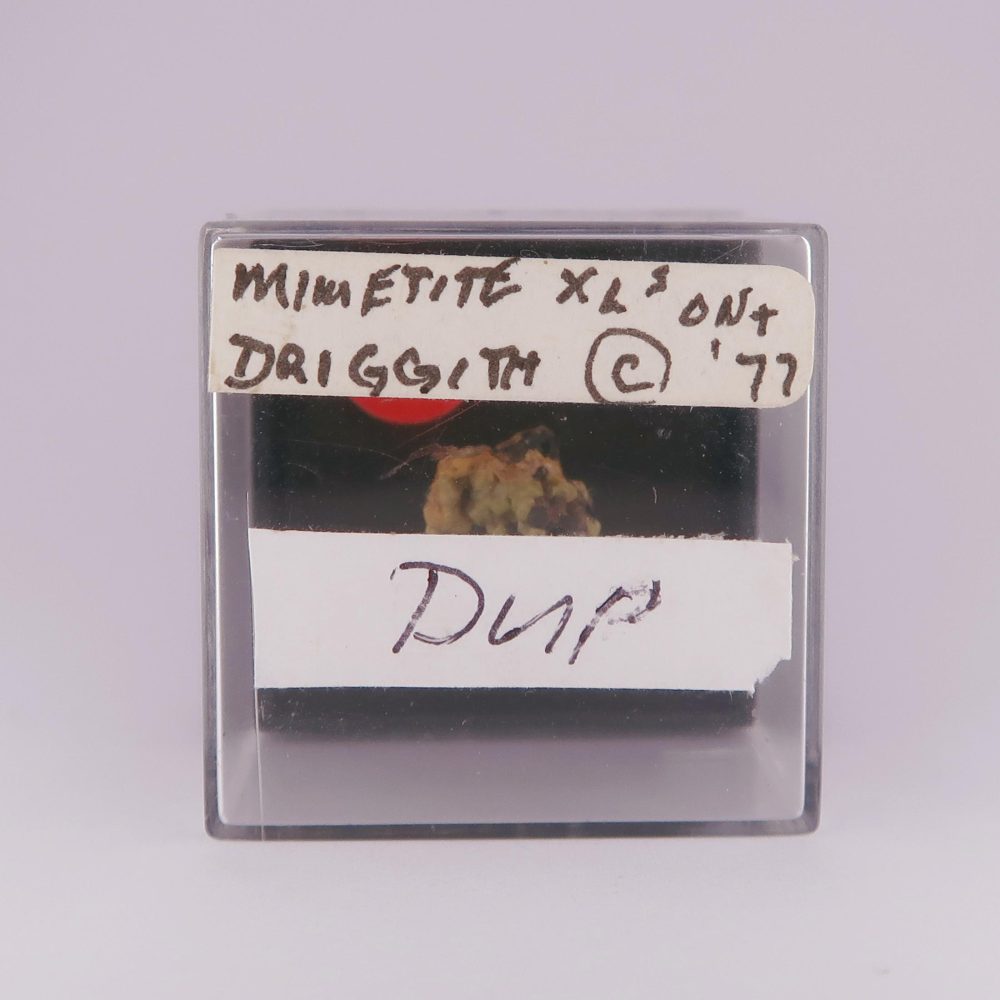 MIMETITE XLS ON +
DRIGGITH © '77
DUP